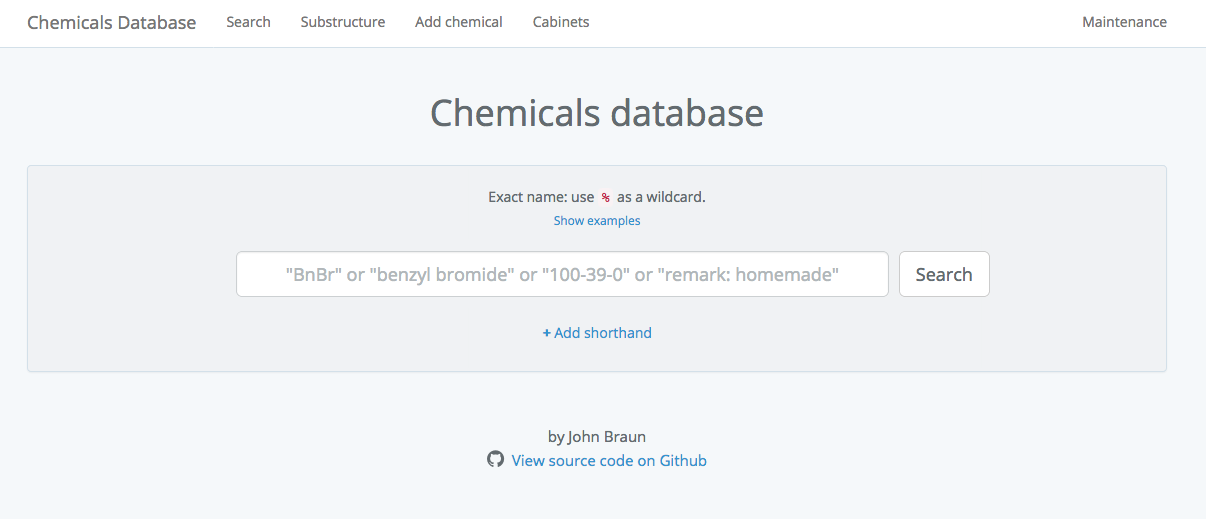 Chemicals Database Search Substructure Add chemical Cabinets Maintenance
Chemicals database
Exact name: use % as a wildcard.
Show examples
"BnBr" or "benzyl bromide" or "100-39-0" or "remark: homemade" Search
+ Add shorthand
by John Braun
View source code on Github